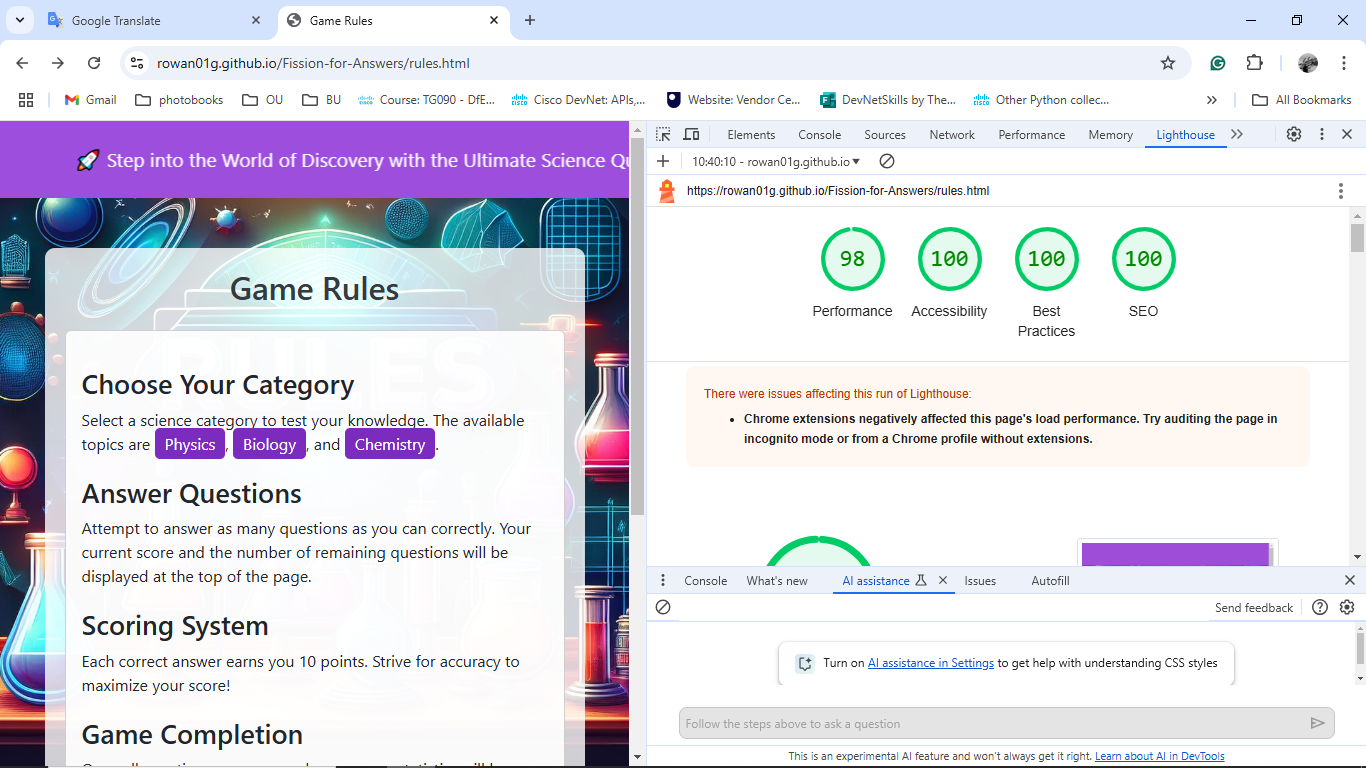 Google Translate
Game Rules
rowan01g.github.io/Fission-for-Answers/rules.html
Gmail
photobooks
OU
BU
Course: TG090 - DfE...
Cisco DevNet: APIs,...
Website: Vendor Ce...
DevNetSkills by The...
Other Python collec...
All Bookmarks
🚀 Step into the World of Discovery with the Ultimate Science Qu
Game Rules
Choose Your Category
Select a science category to test your knowledge. The available
topics are Physics, Biology, and Chemistry.
Answer Questions
Attempt to answer as many questions as you can correctly. Your
current score and the number of remaining questions will be
displayed at the top of the page.
Scoring System
Each correct answer earns you 10 points. Strive for accuracy to
maximize your score!
Game Completion
Elements
Console
Sources
Network
Performance
Memory
Lighthouse
10:40:10 - rowan01g.github.io
https://rowan01g.github.io/Fission-for-Answers/rules.html
98
100
100
100
Performance
Accessibility
Best
Practices
SEO
There were issues affecting this run of Lighthouse:
Chrome extensions negatively affected this page's load performance. Try auditing the page in
incognito mode or from a Chrome profile without extensions.
Console
What's new
AI assistance
Issues
Autofill
Send feedback
Turn on AI assistance in Settings to get help with understanding CSS styles
Follow the steps above to ask a question
This is an experimental AI feature and won't always get it right. Learn about AI in DevTools